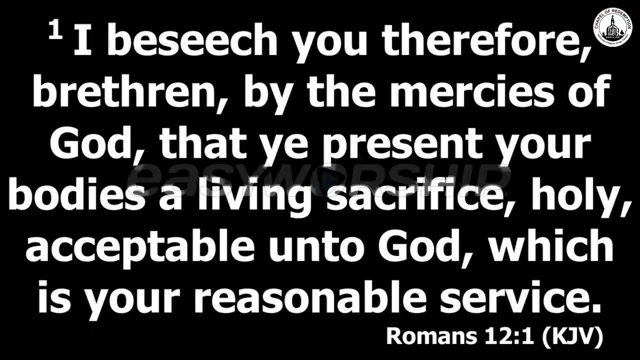 1 I beseech you therefore,
brethren, by the mercies of
God, that ye present your
bodies a living sacrifice, holy,
acceptable unto God, which
is your reasonable service.
Romans 12:1 (KJV)
easyworship